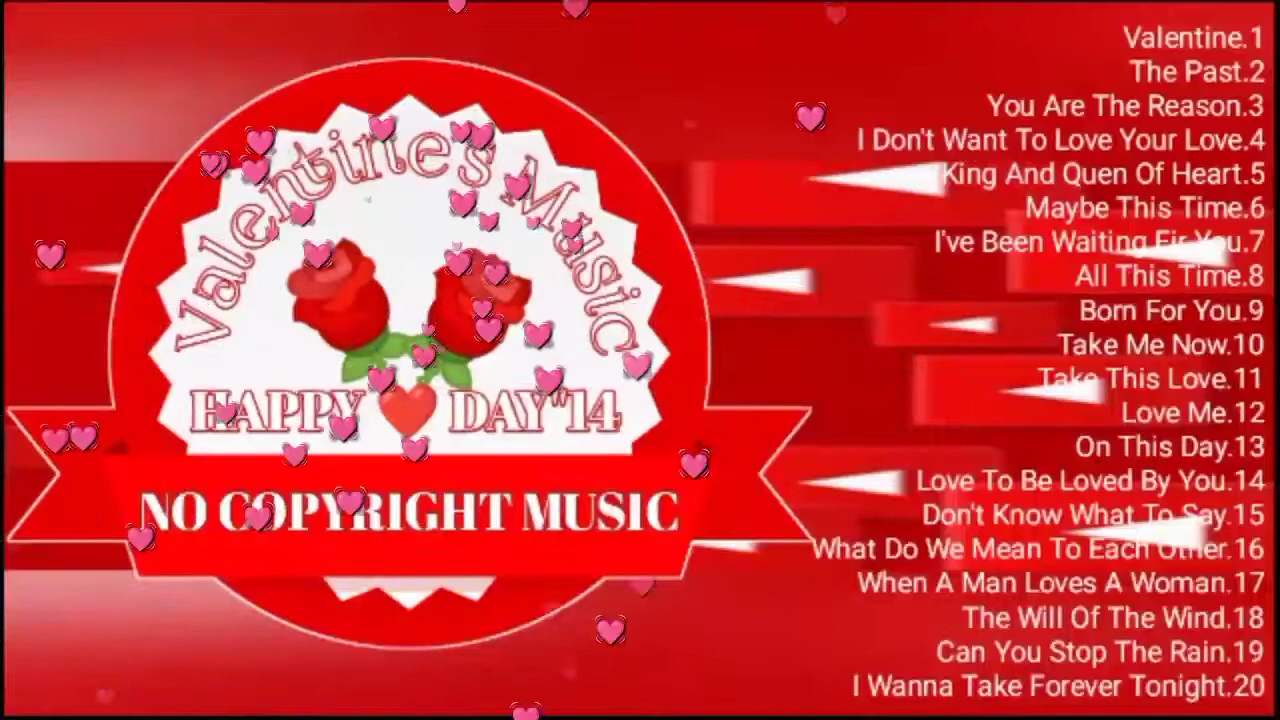 Valentine's Music
HAPPY DAY"14
NO COPYRIGHT MUSIC
Valentine.1
The Past.2
You Are The Reason.3
I Don't Want To Love Your Love.4
King And Quen Of Heart.5
Maybe This Time.6
I've Been Waiting Fir You.7
All This Time.8
Born For You.9
Take Me Now.10
Take This Love.11
Love Me.12
On This Day.13
Love To Be Loved By You.14
Don't Know What To Say.15
What Do We Mean To Each Other.16
When A Man Loves A Woman.17
The Will Of The Wind.18
Can You Stop The Rain.19
I Wanna Take Forever Tonight.20